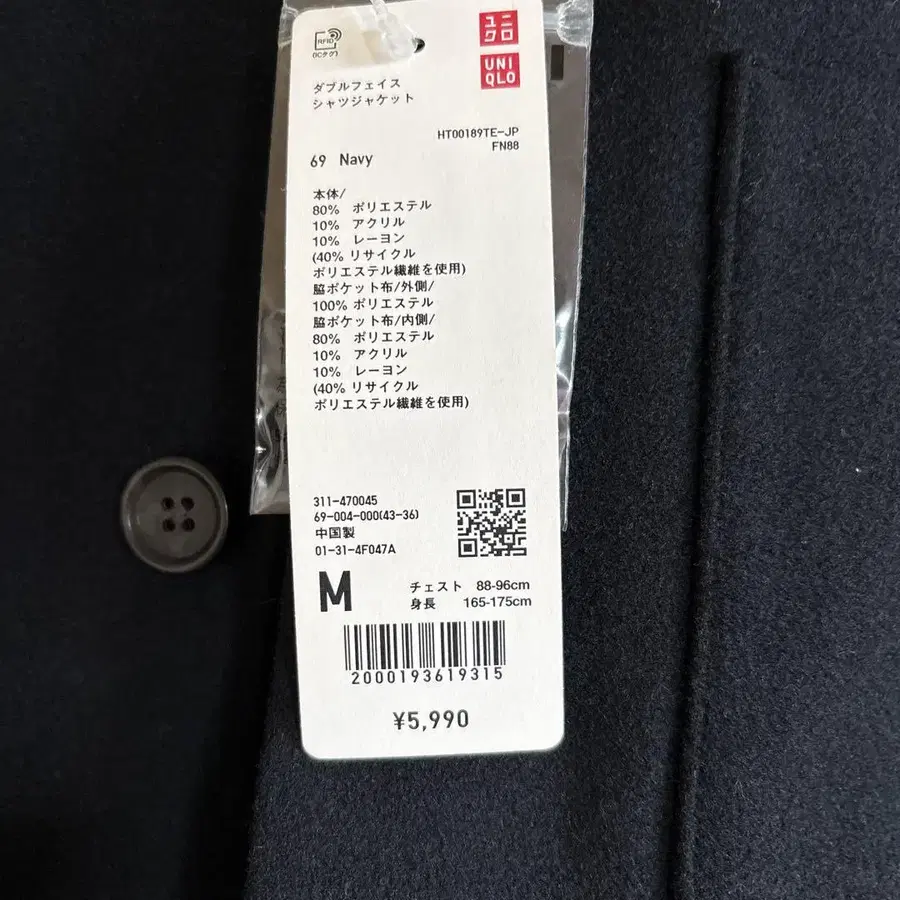 RFID
(ICタグ)
ユニ
クロ
UNI
QLO
ダブルフェイス
シャツジャケット
HT00189TE-JP
FN88
69 Navy
本体/
80% ポリエステル
10% アクリル
10% レーヨン
(40% リサイクル
ポリエステル繊維を使用)
脇ポケット布/外側/
100% ポリエステル
脇ポケット布/内側/
80% ポリエステル
10% アクリル
10% レーヨン
(40% リサイクル
ポリエステル繊維を使用)
311-470045
69-004-000(43-36)
中国製
01-31-4F047A
M チェスト 88-96cm
身長 165-175cm
2000193619315
¥5,990